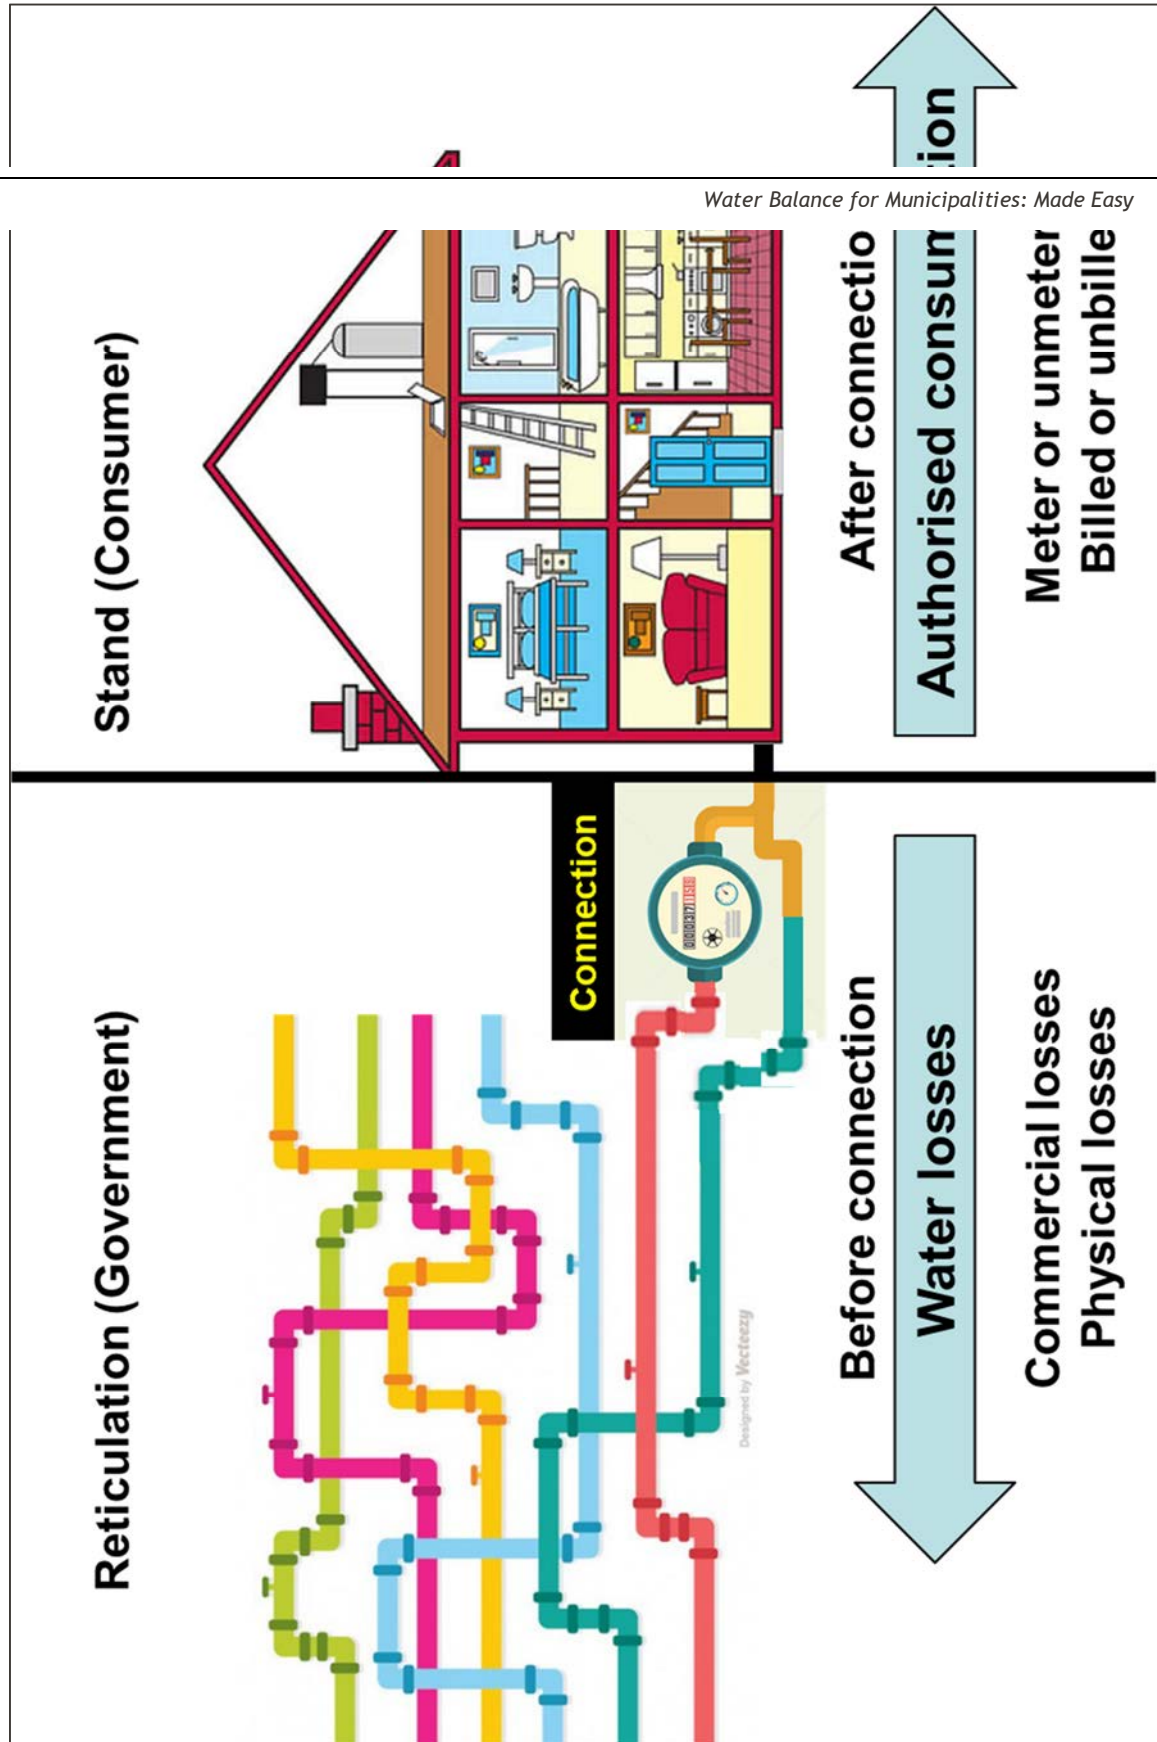 Water Balance for Municipalities: Made Easy
Reticulation (Government)
Stand (Consumer)
Connection
Designed by Vecteezy
Before connection
After connectio
Water losses
Authorised consum
Commercial losses
Physical losses
Meter or unmeter
Billed or unbille